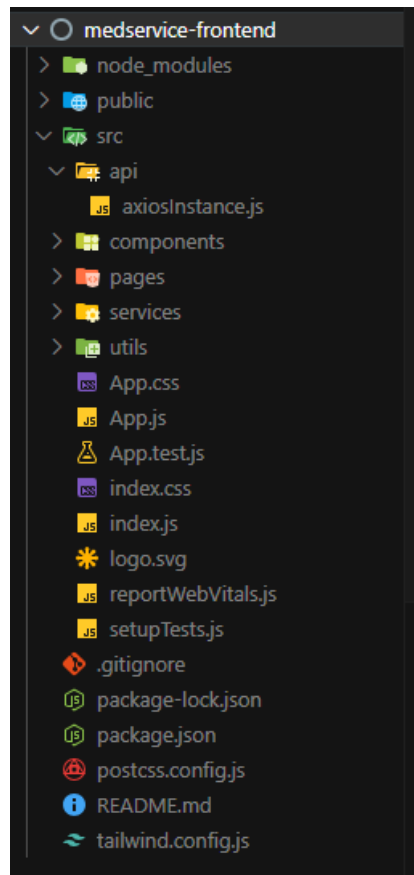 medservice-frontend
node_modules
public
src
api
axiosInstance.js
components
pages
services
utils
App.css
App.js
App.test.js
index.css
index.js
logo.svg
reportWebVitals.js
setupTests.js
.gitignore
package-lock.json
package.json
postcss.config.js
README.md
tailwind.config.js